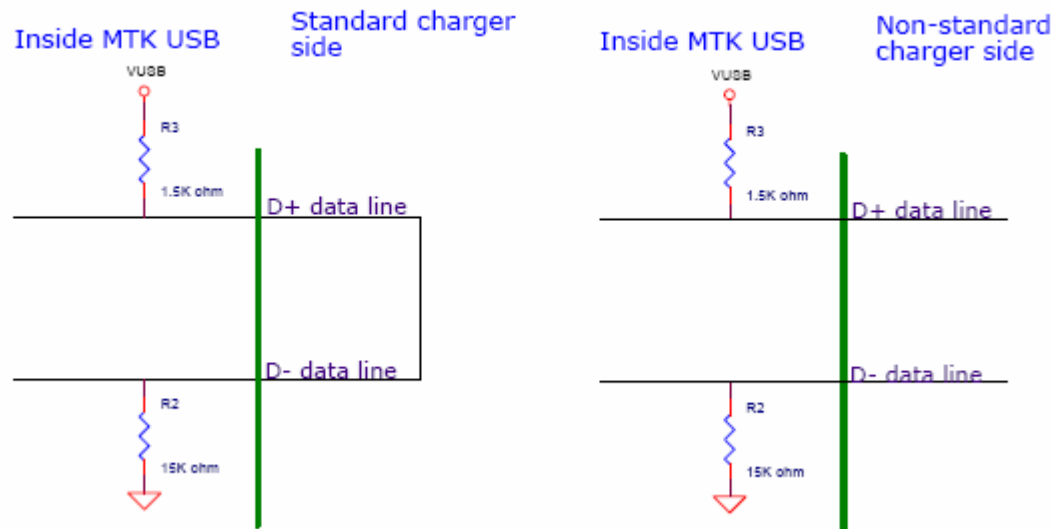 Inside MTK USB
Standard charger
side
VUSB
R3
1.5K ohm
D+ data line
D- data line
R2
15K ohm
Inside MTK USB
Non-standard
charger side
VUSB
R3
1.5K ohm
D+ data line
D- data line
R2
15K ohm